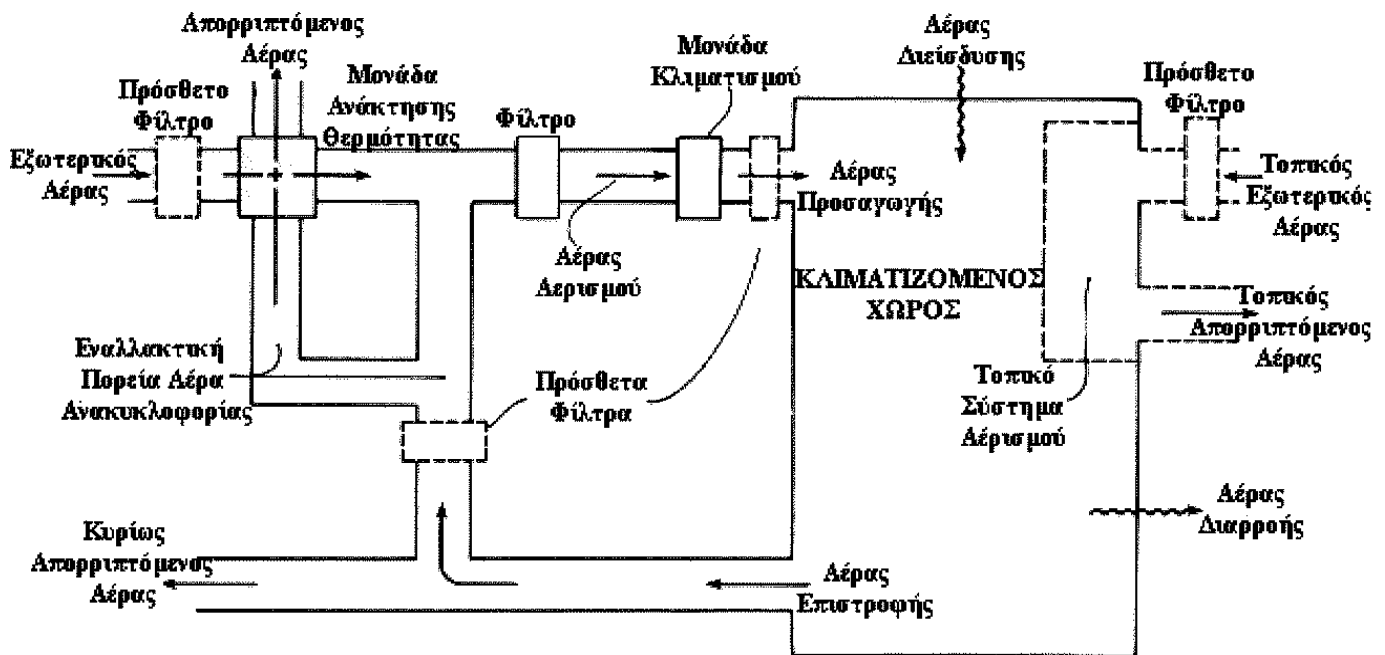 Απορριπτόμενος
Αέρας
Αέρας
Διείσδυσης
Μονάδα
Κλιματισμού
Πρόσθετο
Φίλτρο
Πρόσθετο
Φίλτρο
Μονάδα
Ανάκτησης
Θερμότητας
Φίλτρο
Εξωτερικός
Αέρας
Αέρας
Προσαγωγής
Τοπικός
Εξωτερικός
Αέρας
Αέρας
Αερισμού
ΚΛΙΜΑΤΙΖΟΜΕΝΟΣ
ΧΩΡΟΣ
Τοπικός
Απορριπτόμενος
Αέρας
Εναλλακτική
Πορεία Αέρα
Ανακυκλοφορίας
Πρόσθετα
Φίλτρα
Τοπικό
Σύστημα
Αέρισμού
Αέρας
Διαρροής
Κυρίως
Απορριπτόμενος
Αέρας
Αέρας
Επιστροφής